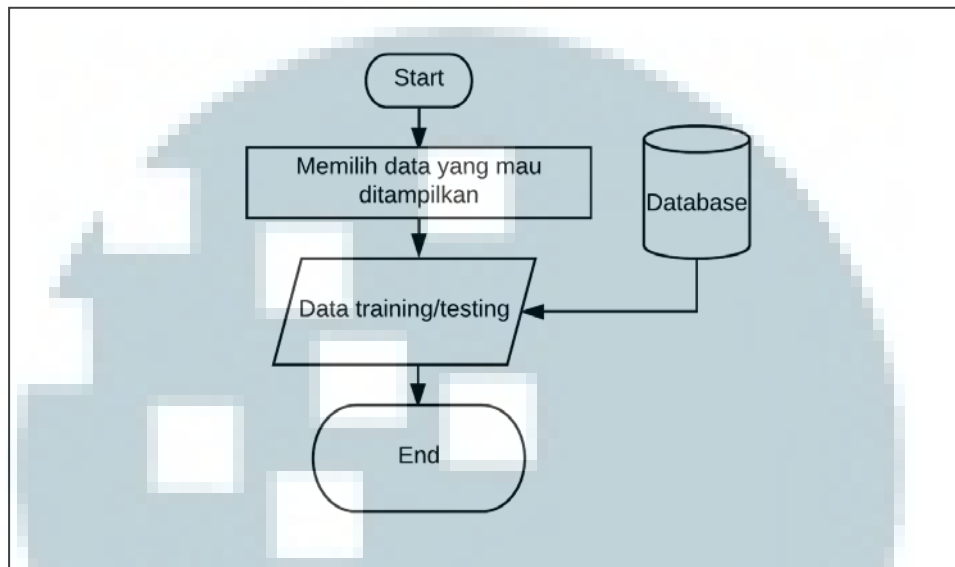 Start
Memilih data yang mau
ditampilkan
Database
Data training/testing
End